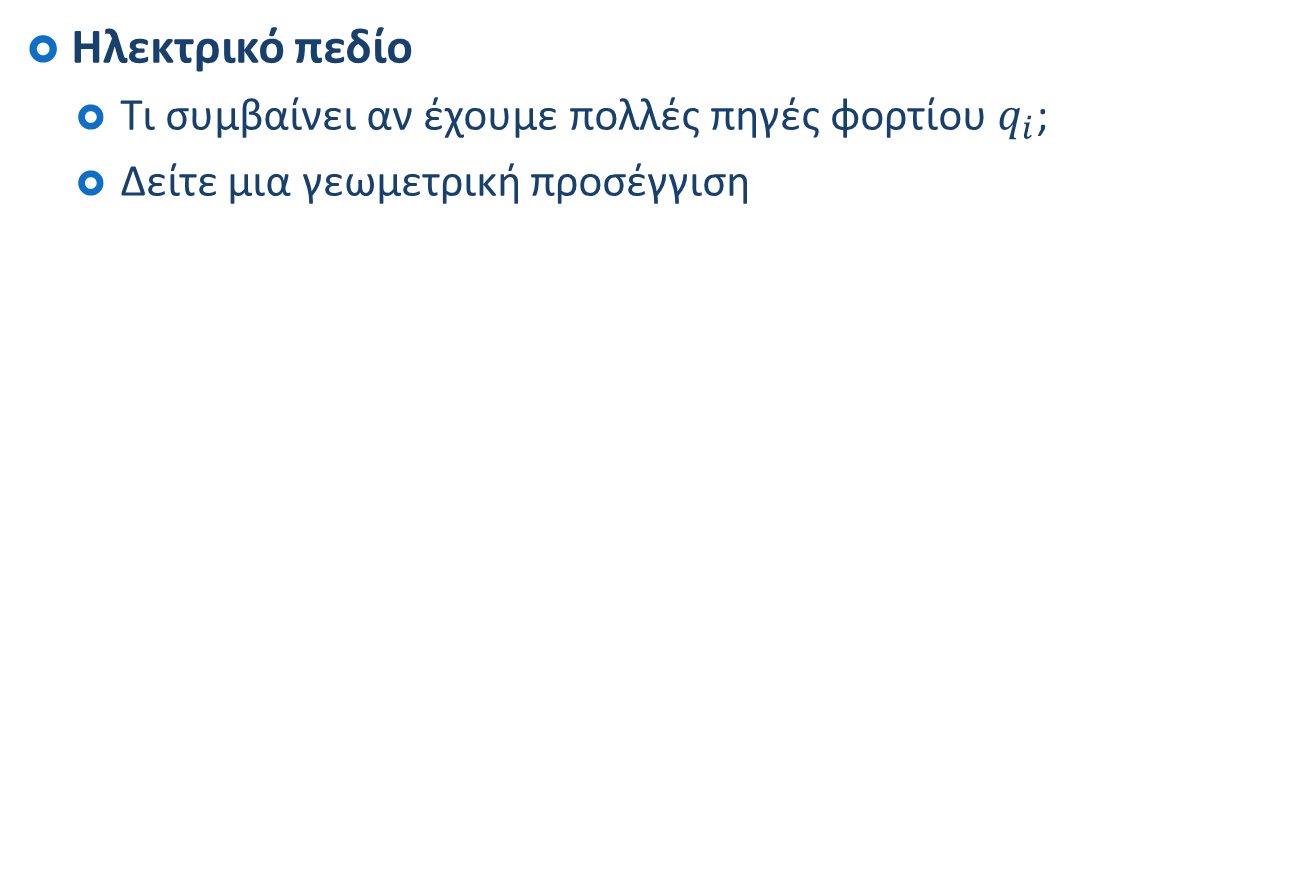 Ηλεκτρικό πεδίο
Τι συμβαίνει αν έχουμε πολλές πηγές φορτίου qᵢ;
Δείτε μια γεωμετρική προσέγγιση